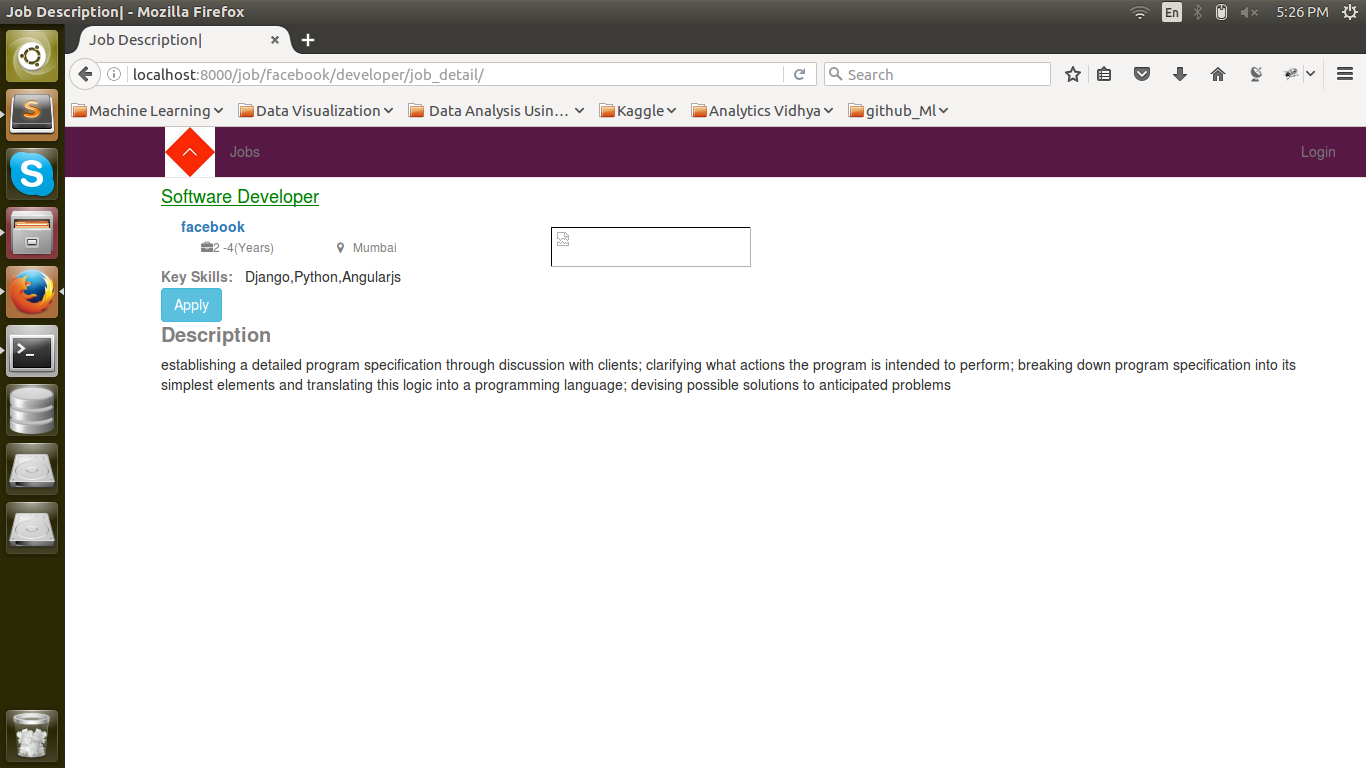 Job Description| - Mozilla Firefox
En
5:26 PM
Job Description|
localhost:8000/job/facebook/developer/job_detail/
Search
Machine Learning
Data Visualization
Data Analysis Usin...
Kaggle
Analytics Vidhya
github_Ml
Jobs
Login
Software Developer
facebook
2 -4(Years)
Mumbai
Key Skills: Django,Python,Angularjs
Apply
Description
establishing a detailed program specification through discussion with clients; clarifying what actions the program is intended to perform; breaking down program specification into its
simplest elements and translating this logic into a programming language; devising possible solutions to anticipated problems